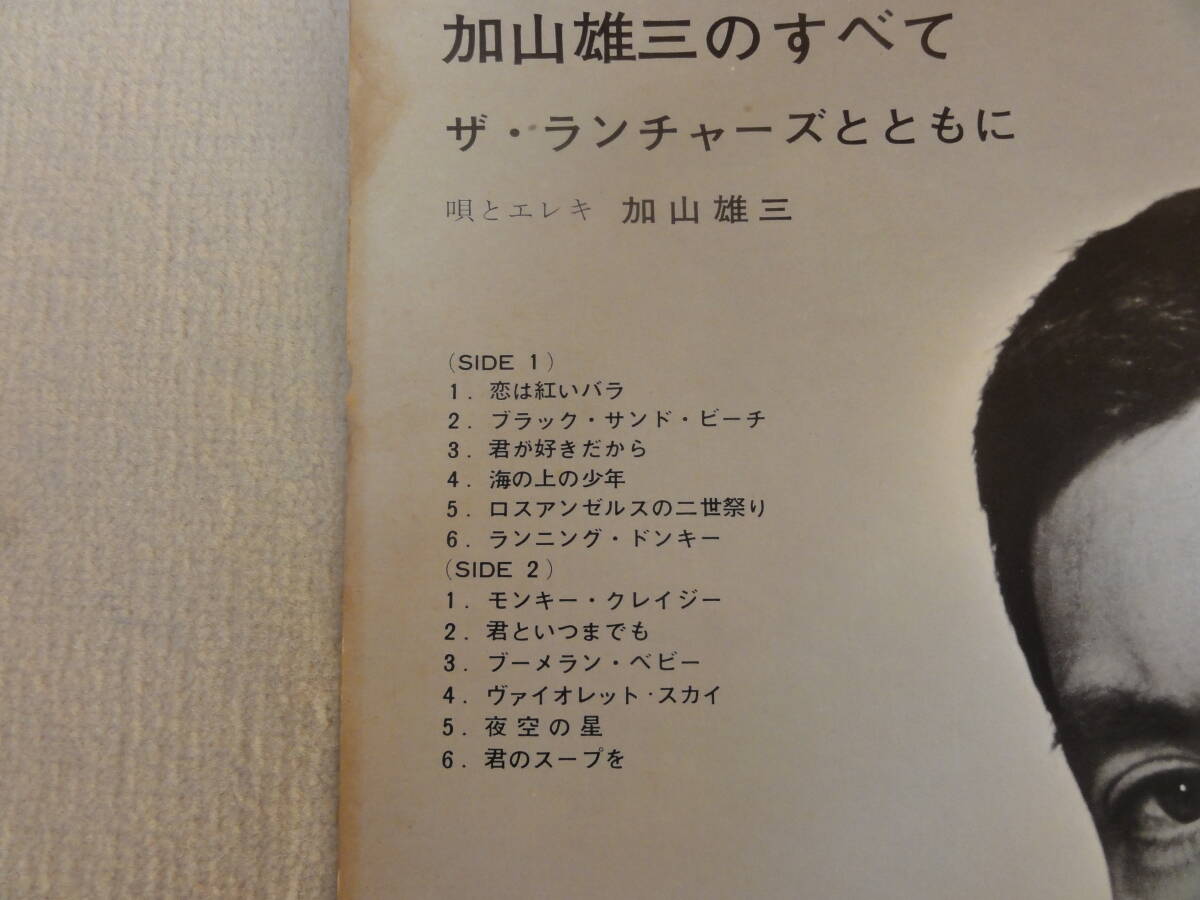 加山雄三のすべて
ザ・ランチャーズとともに
唄とエレキ 加山雄三
(SIDE 1)
1. 恋は紅いバラ
2. ブラック・サンド・ビーチ
3. 君が好きだから
4. 海の上の少年
5. ロスアンゼルスの二世祭り
6. ランニング・ドンキー
(SIDE 2)
1. モンキー・クレイジー
2. 君といつまでも
3. ブーメラン・ベビー
4. ヴァイオレット・スカイ
5. 夜空の星
6. 君のスープを